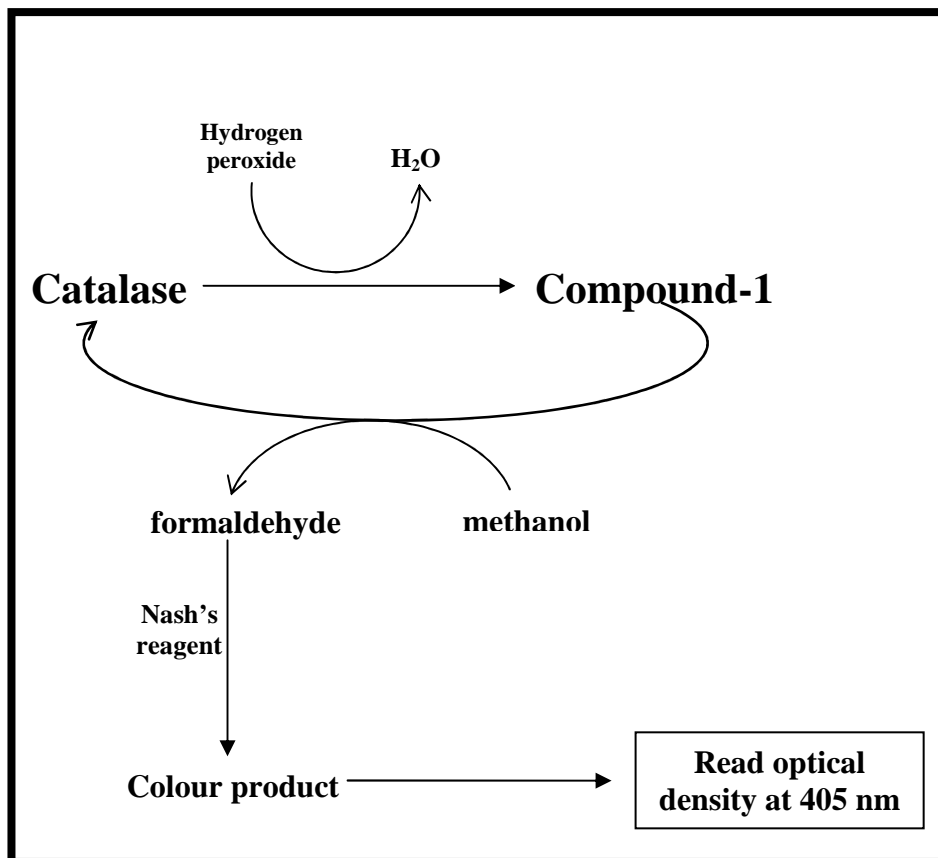 Hydrogen
peroxide
H₂O
Catalase
Compound-1
formaldehyde
methanol
Nash's
reagent
Colour product
Read optical
density at 405 nm